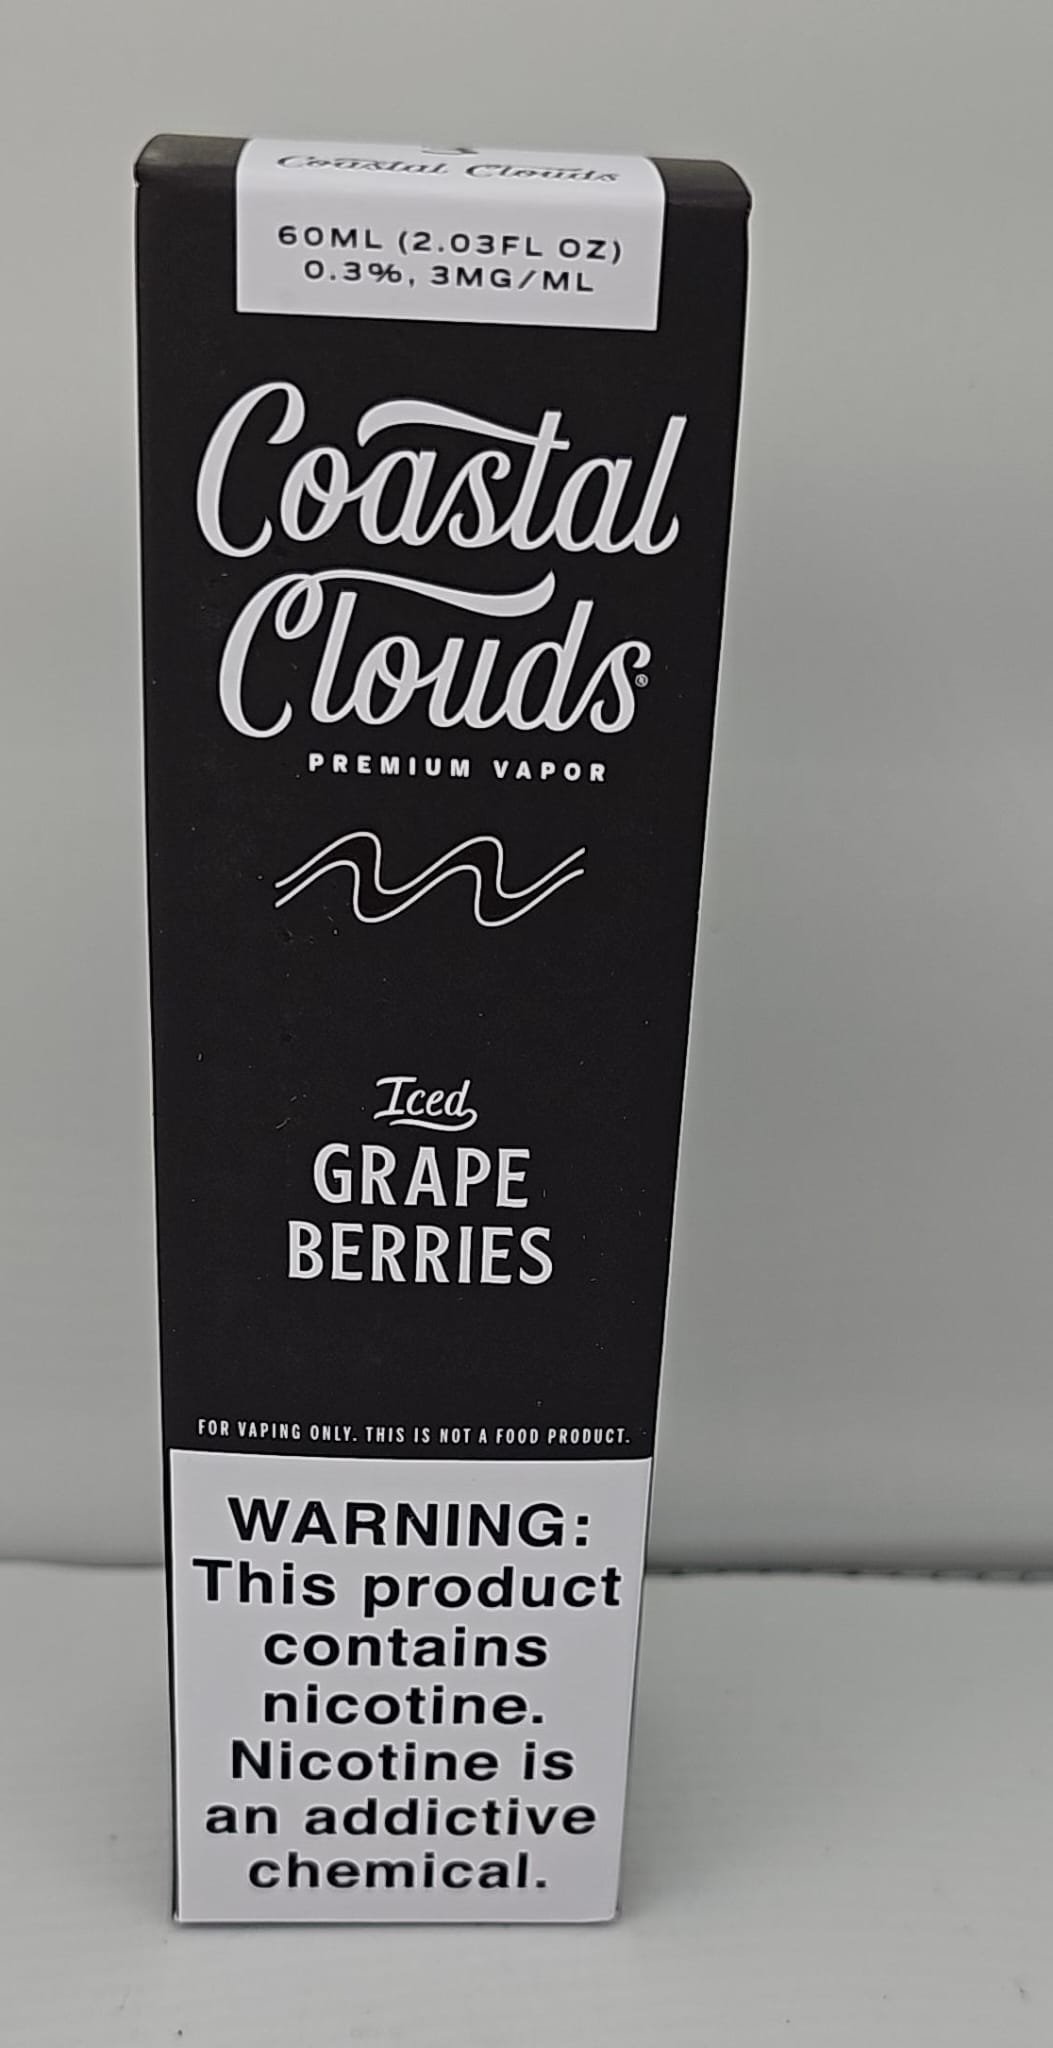 Coastal Clouds
60ML (2.03FL OZ)
0.3%, 3MG/ML
Coastal
Clouds®
PREMIUM VAPOR
Iced
GRAPE
BERRIES
FOR VAPING ONLY. THIS IS NOT A FOOD PRODUCT.
WARNING:
This product
contains
nicotine.
Nicotine is
an addictive
chemical.